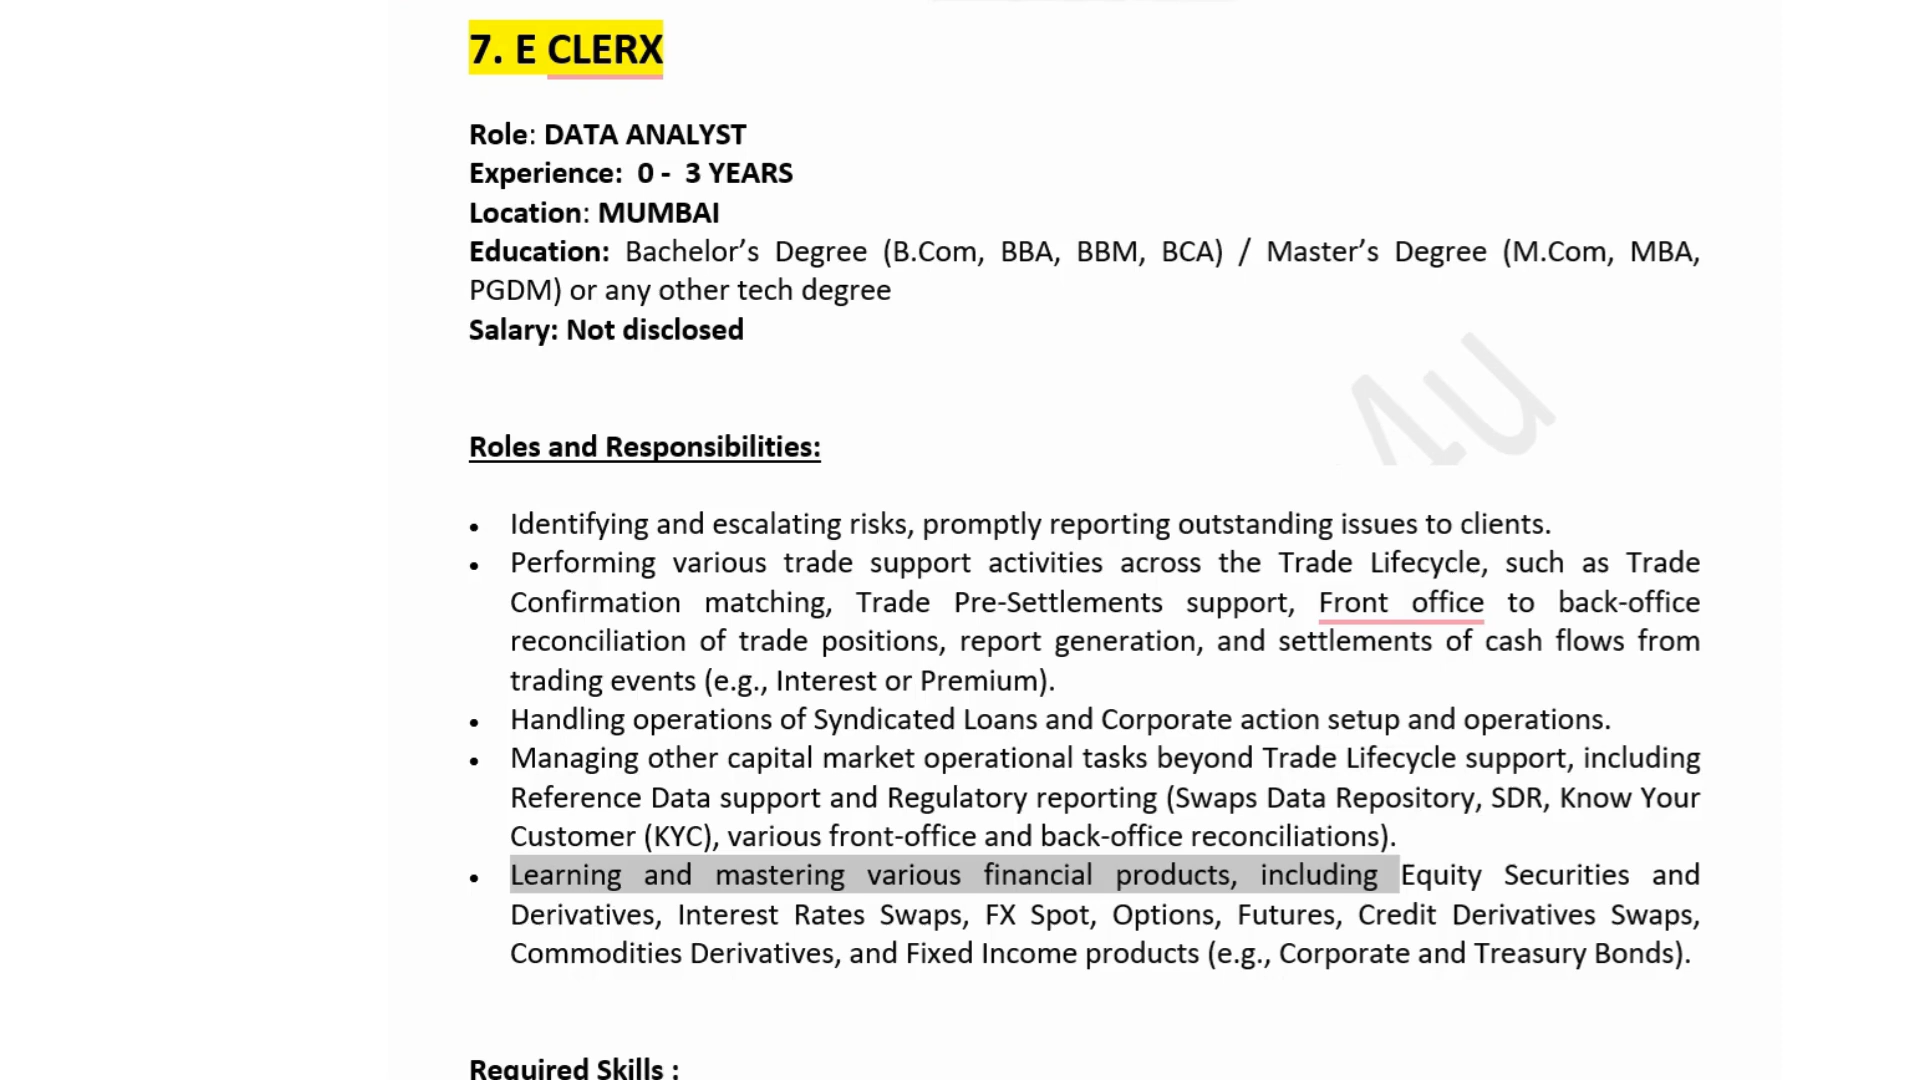 7. E CLERX
Role: DATA ANALYST
Experience:  0 -  3 YEARS
Location: MUMBAI
Education: Bachelor’s Degree (B.Com, BBA, BBM, BCA) / Master’s Degree (M.Com, MBA,
PGDM) or any other tech degree
Salary: Not disclosed
4U
Roles and Responsibilities:
• Identifying and escalating risks, promptly reporting outstanding issues to clients.
• Performing various trade support activities across the Trade Lifecycle, such as Trade
Confirmation matching, Trade Pre-Settlements support, Front office to back-office
reconciliation of trade positions, report generation, and settlements of cash flows from
trading events (e.g., Interest or Premium).
• Handling operations of Syndicated Loans and Corporate action setup and operations.
• Managing other capital market operational tasks beyond Trade Lifecycle support, including
Reference Data support and Regulatory reporting (Swaps Data Repository, SDR, Know Your
Customer (KYC), various front-office and back-office reconciliations).
• Learning and mastering various financial products, including Equity Securities and
Derivatives, Interest Rates Swaps, FX Spot, Options, Futures, Credit Derivatives Swaps,
Commodities Derivatives, and Fixed Income products (e.g., Corporate and Treasury Bonds).
Required Skills :